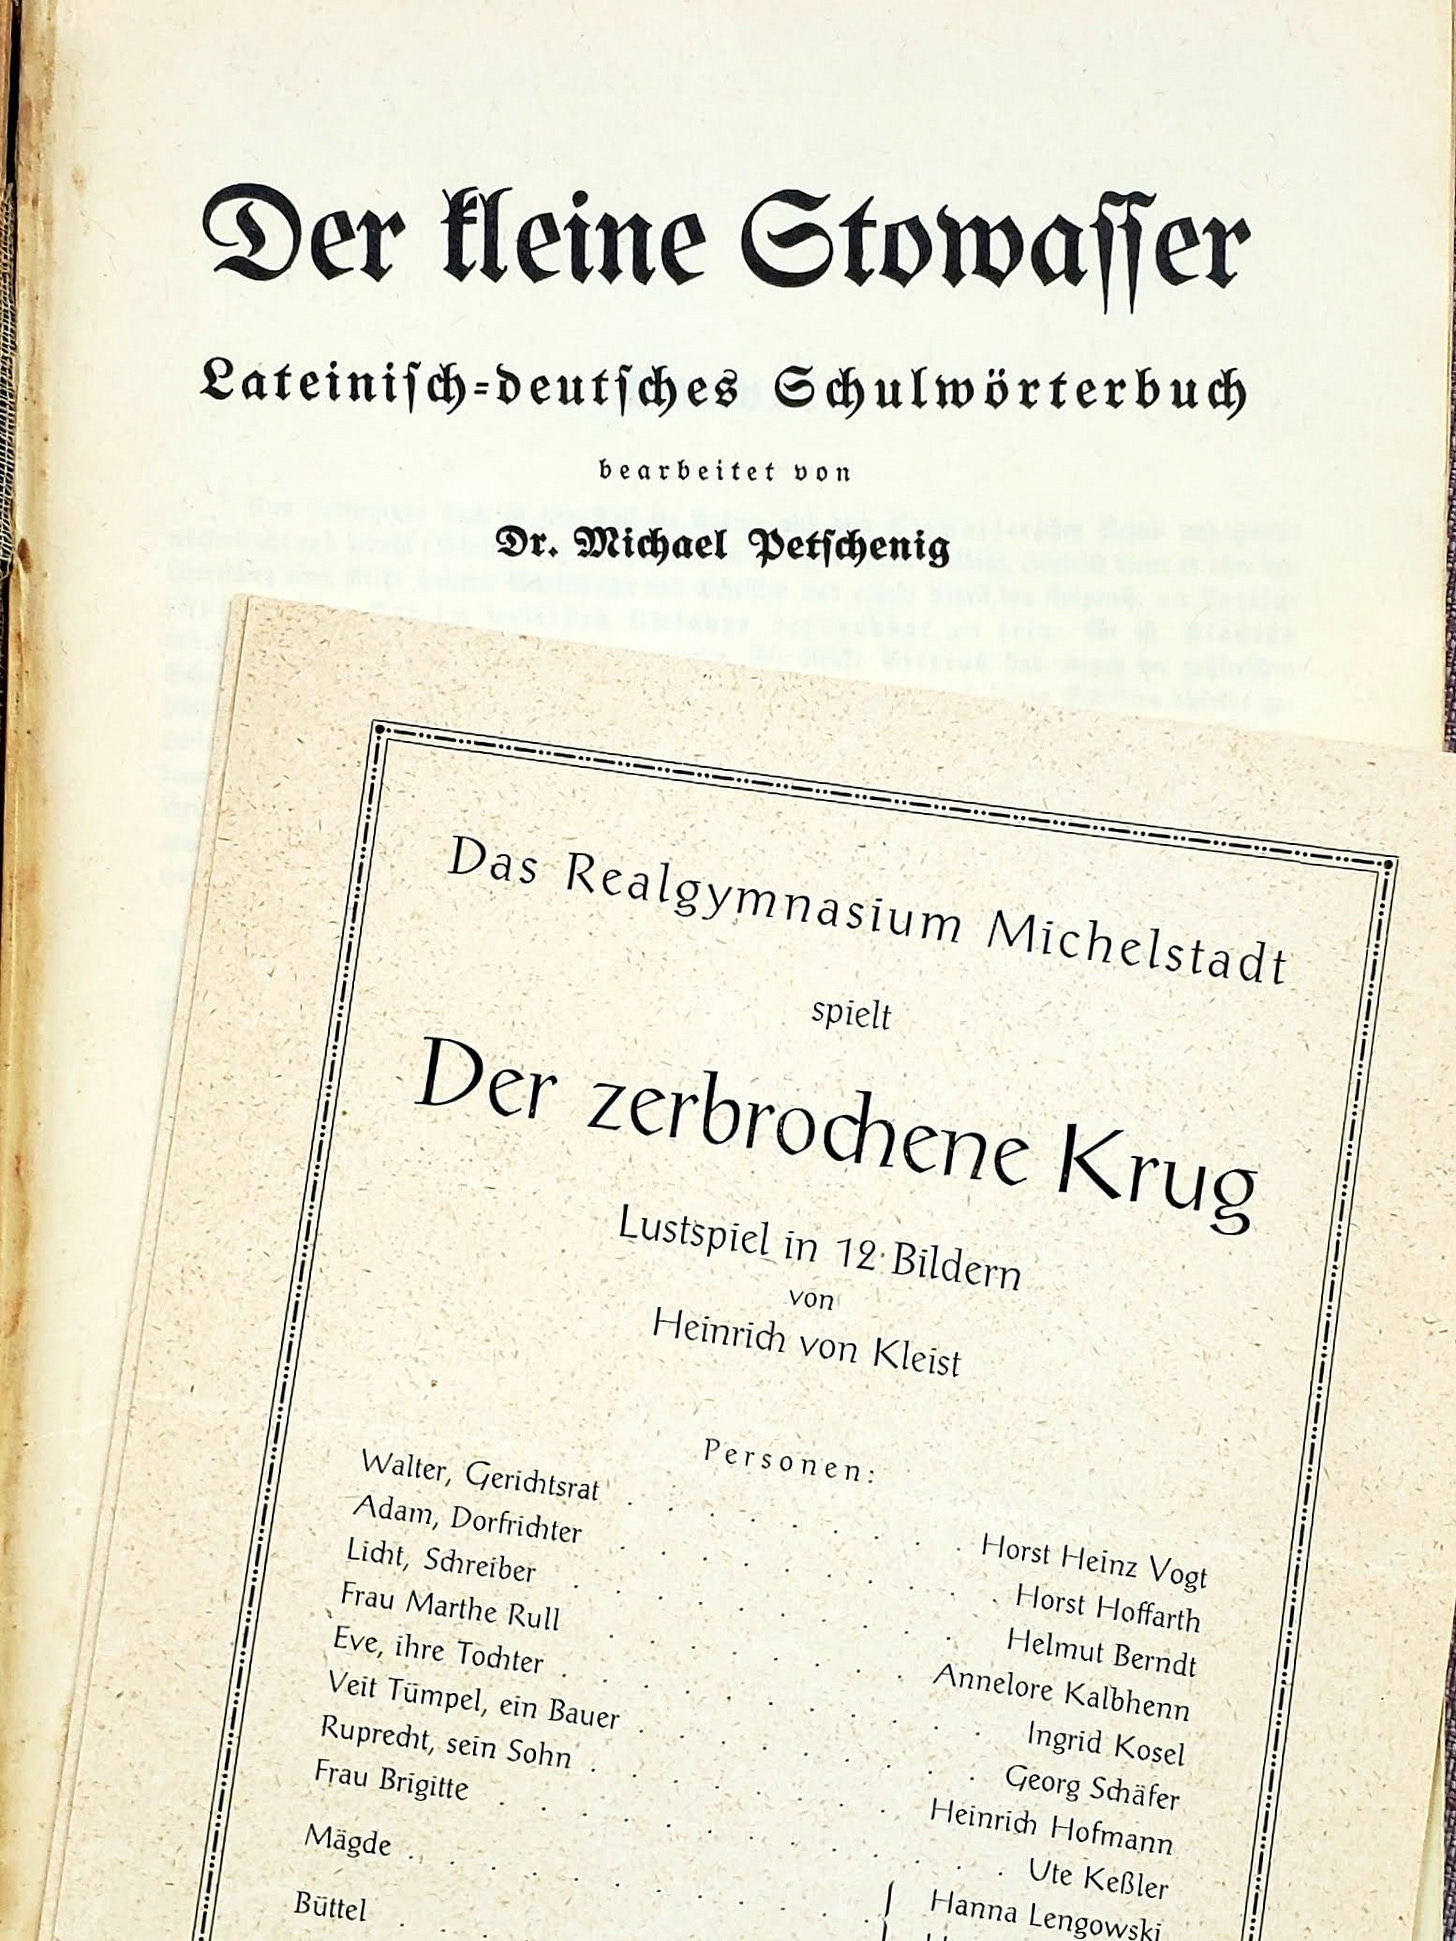 Der kleine Stowasser
Lateinisch-deutsches Schulwörterbuch
bearbeitet von
Dr. Michael Petschenig
Das Realgymnasium Michelstadt
spielt
Der zerbrochene Krug
Lustspiel in 12 Bildern
von
Heinrich von Kleist
Personen:
Walter, Gerichtsrat . . . . . . . . Horst Heinz Vogt
Adam, Dorfrichter . . . . . . . . Horst Hoffarth
Licht, Schreiber . . . . . . . . . Helmut Berndt
Frau Marthe Rull . . . . . . . Annelore Kalbhenn
Eve, ihre Tochter . . . . . . . . . . Ingrid Kosel
Veit Tümpel, ein Bauer . . . . . . . . Georg Schäfer
Ruprecht, sein Sohn . . . . . . . Heinrich Hofmann
Frau Brigitte . . . . . . . . . . . Ute Keßler
Mägde . . . . . . . . . { Hanna Lengowski
Büttel .